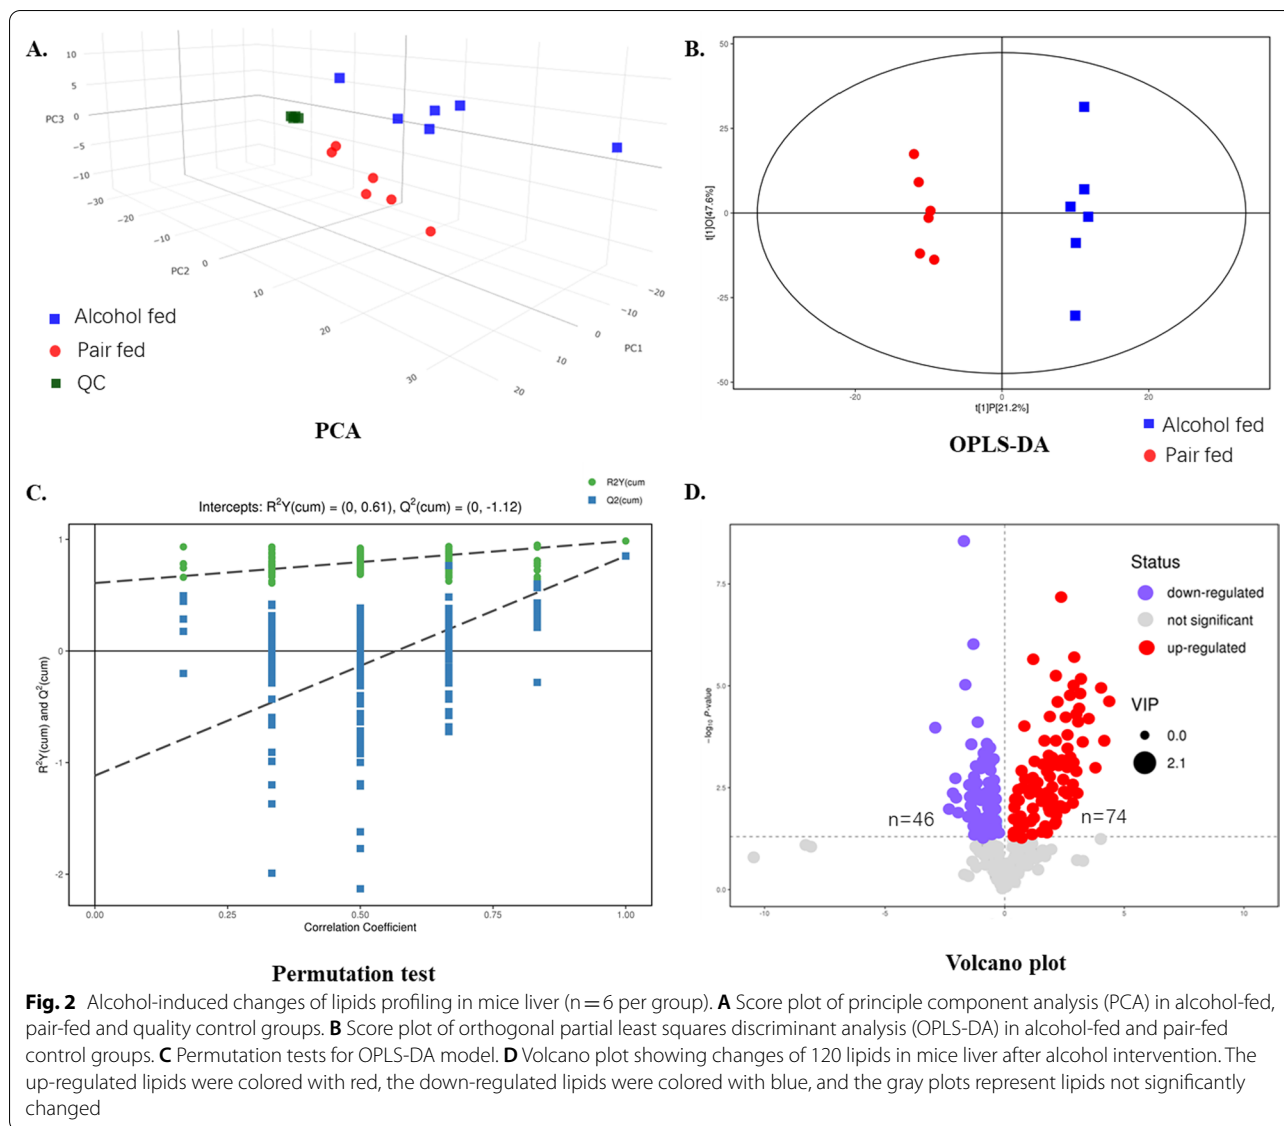 A.
10
5
PC3 0
−5
−10
−30
−20
−10
PC2 0
10
20
30
−20
−10
0
PC1
10
20
Alcohol fed
Pair fed
QC
PCA
B.
50
25
0
-25
-50
t[1]O[47.6%]
-20
0
20
t[1]P[21.2%]
OPLS-DA
Alcohol fed
Pair fed
C.
R2Y(cum
Q2(cum)
Intercepts: R²Y(cum) = (0, 0.61), Q²(cum) = (0, -1.12)
1
0
-1
-2
R²Y(cum) and Q²(cum)
0.00
0.25
0.50
0.75
1.00
Correlation Coefficient
Permutation test
D.
7.5
5.0
2.5
0.0
−log₁₀ P-value
-10
-5
0
5
10
Status
down-regulated
not significant
up-regulated
VIP
0.0
2.1
n=46
n=74
Volcano plot
Fig. 2 Alcohol-induced changes of lipids profiling in mice liver (n = 6 per group). A Score plot of principle component analysis (PCA) in alcohol-fed,
pair-fed and quality control groups. B Score plot of orthogonal partial least squares discriminant analysis (OPLS-DA) in alcohol-fed and pair-fed
control groups. C Permutation tests for OPLS-DA model. D Volcano plot showing changes of 120 lipids in mice liver after alcohol intervention. The
up-regulated lipids were colored with red, the down-regulated lipids were colored with blue, and the gray plots represent lipids not significantly
changed